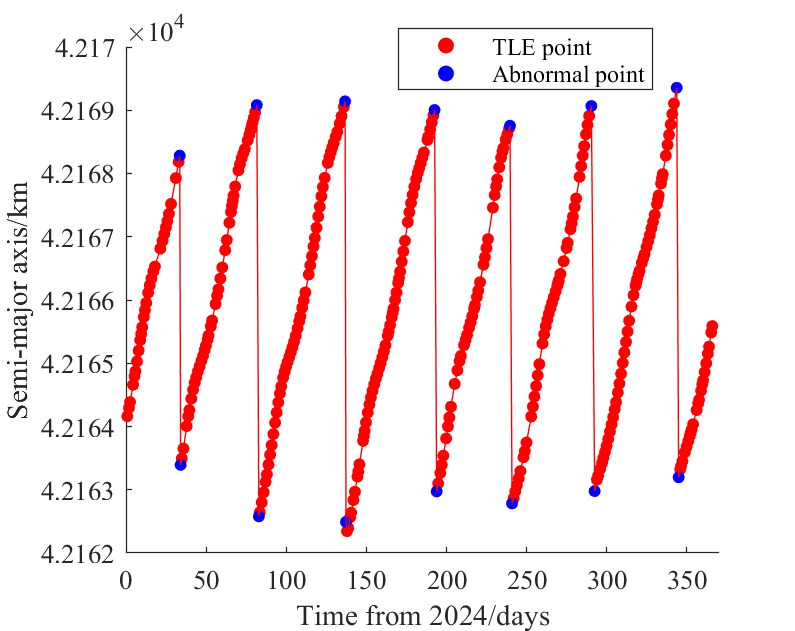 ×10⁴
TLE point
Abnormal point
4.217
4.2169
4.2168
4.2167
4.2166
4.2165
4.2164
4.2163
4.2162
Semi-major axis/km
0 50 100 150 200 250 300 350
Time from 2024/days